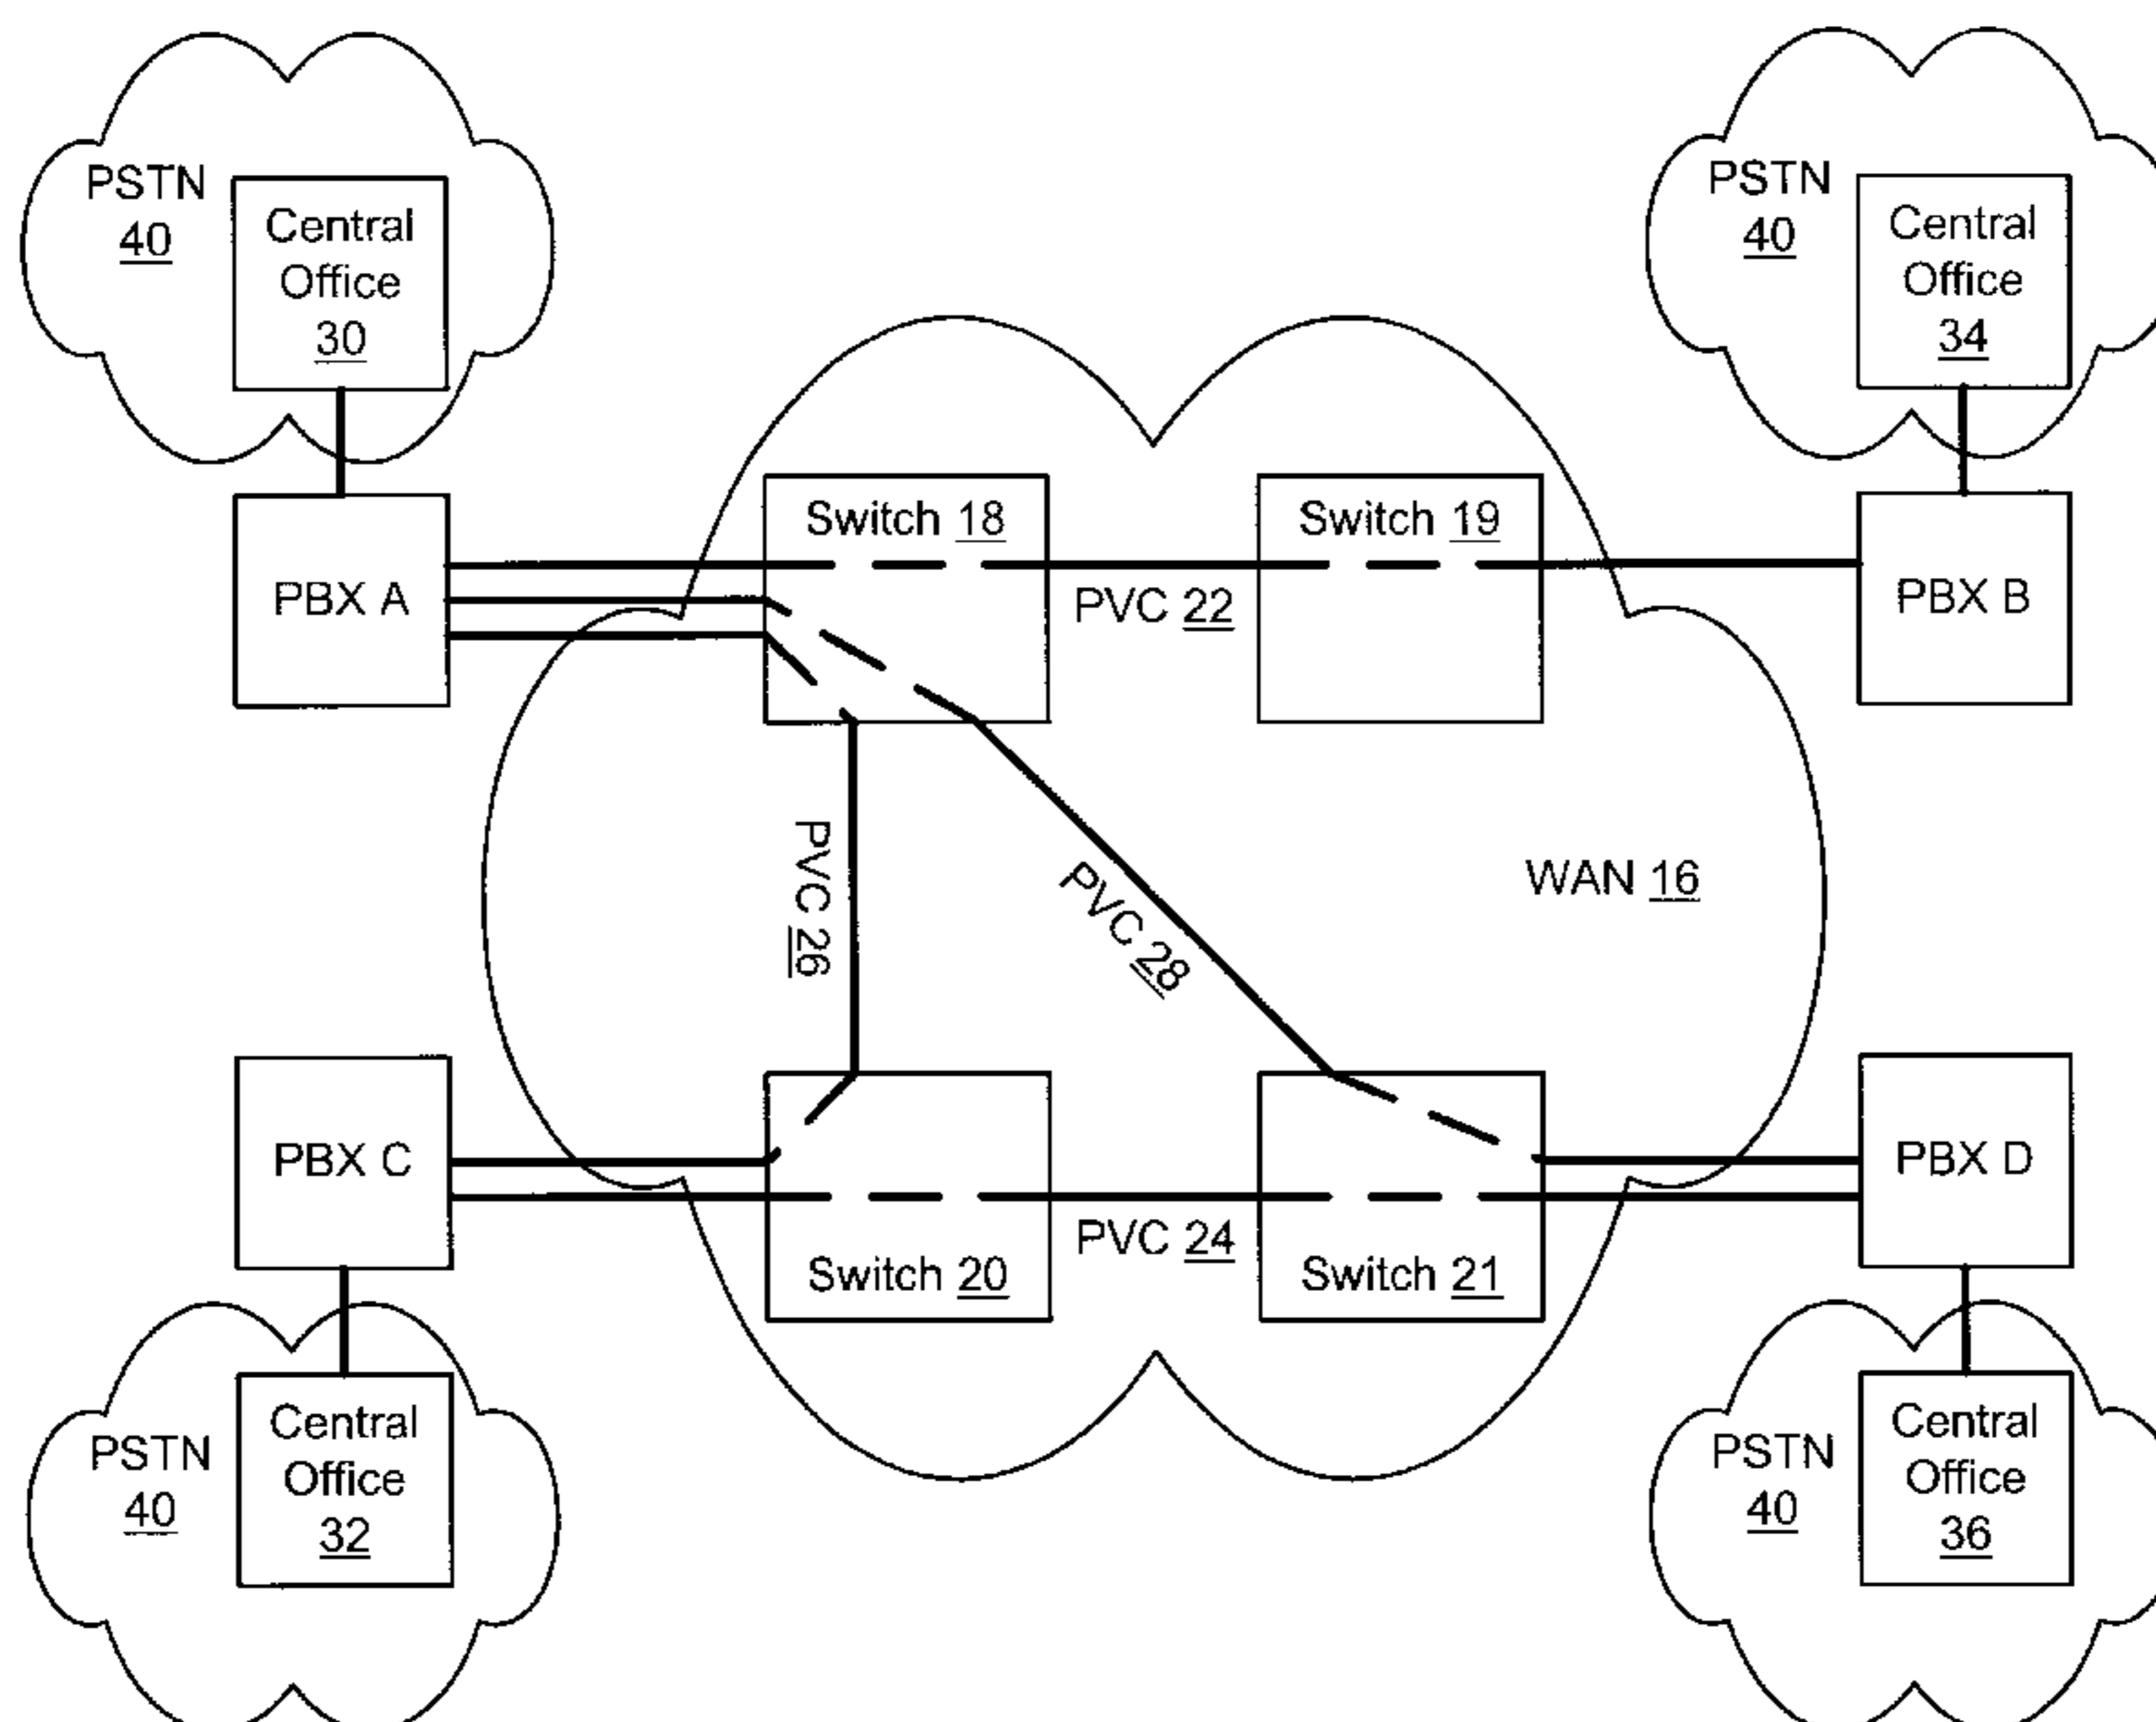 PSTN
40
Central
Office
30
PSTN
40
Central
Office
34
PBX A
Switch 18
Switch 19
PVC 22
PBX B
PVC 26
PVC 28
WAN 16
PBX C
Switch 20
PVC 24
Switch 21
PBX D
PSTN
40
Central
Office
32
PSTN
40
Central
Office
36